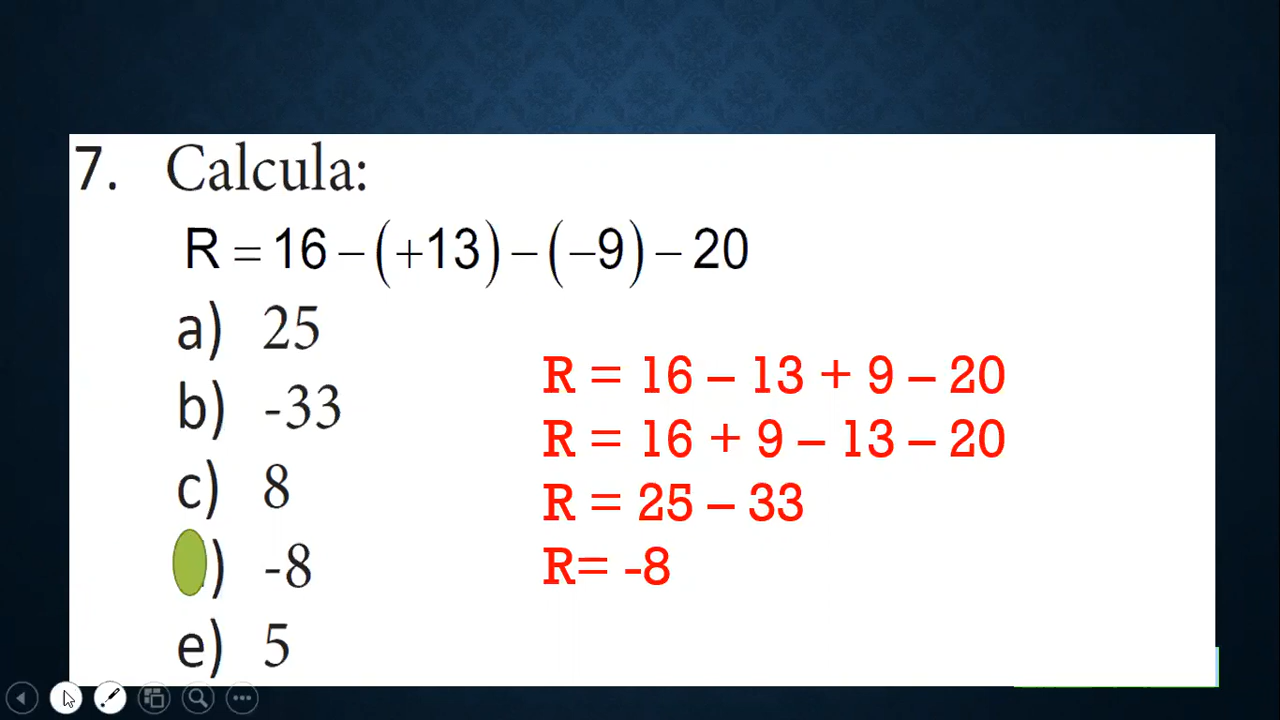 7. Calcula:
R = 16 – (+13) – (–9) – 20
a) 25
b) -33
c) 8
) -8
e) 5
R = 16 – 13 + 9 – 20
R = 16 + 9 – 13 – 20
R = 25 – 33
R= -8